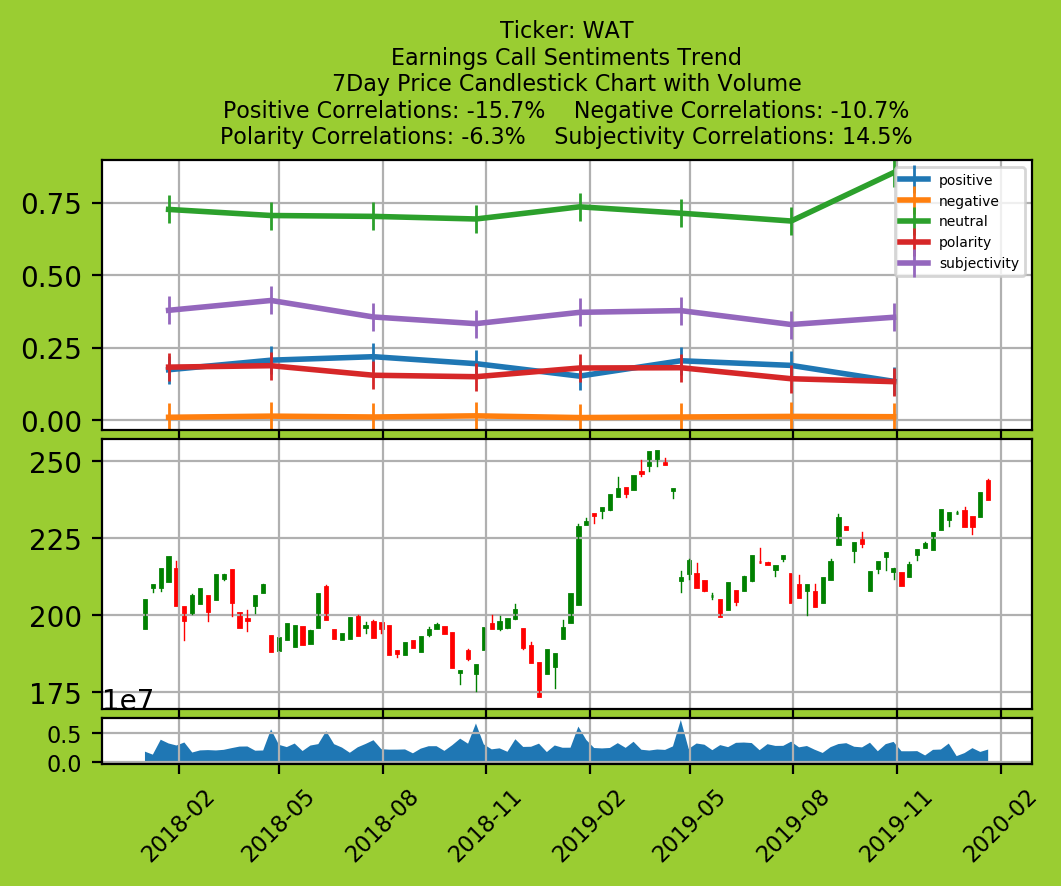 Ticker: WAT
Earnings Call Sentiments Trend
7Day Price Candlestick Chart with Volume
Positive Correlations: -15.7%    Negative Correlations: -10.7%
Polarity Correlations: -6.3%    Subjectivity Correlations: 14.5%
positive
negative
neutral
polarity
subjectivity
0.75
0.50
0.25
0.00
250
225
200
175
1e7
0.5
0.0
2018-02
2018-05
2018-08
2018-11
2019-02
2019-05
2019-08
2019-11
2020-02